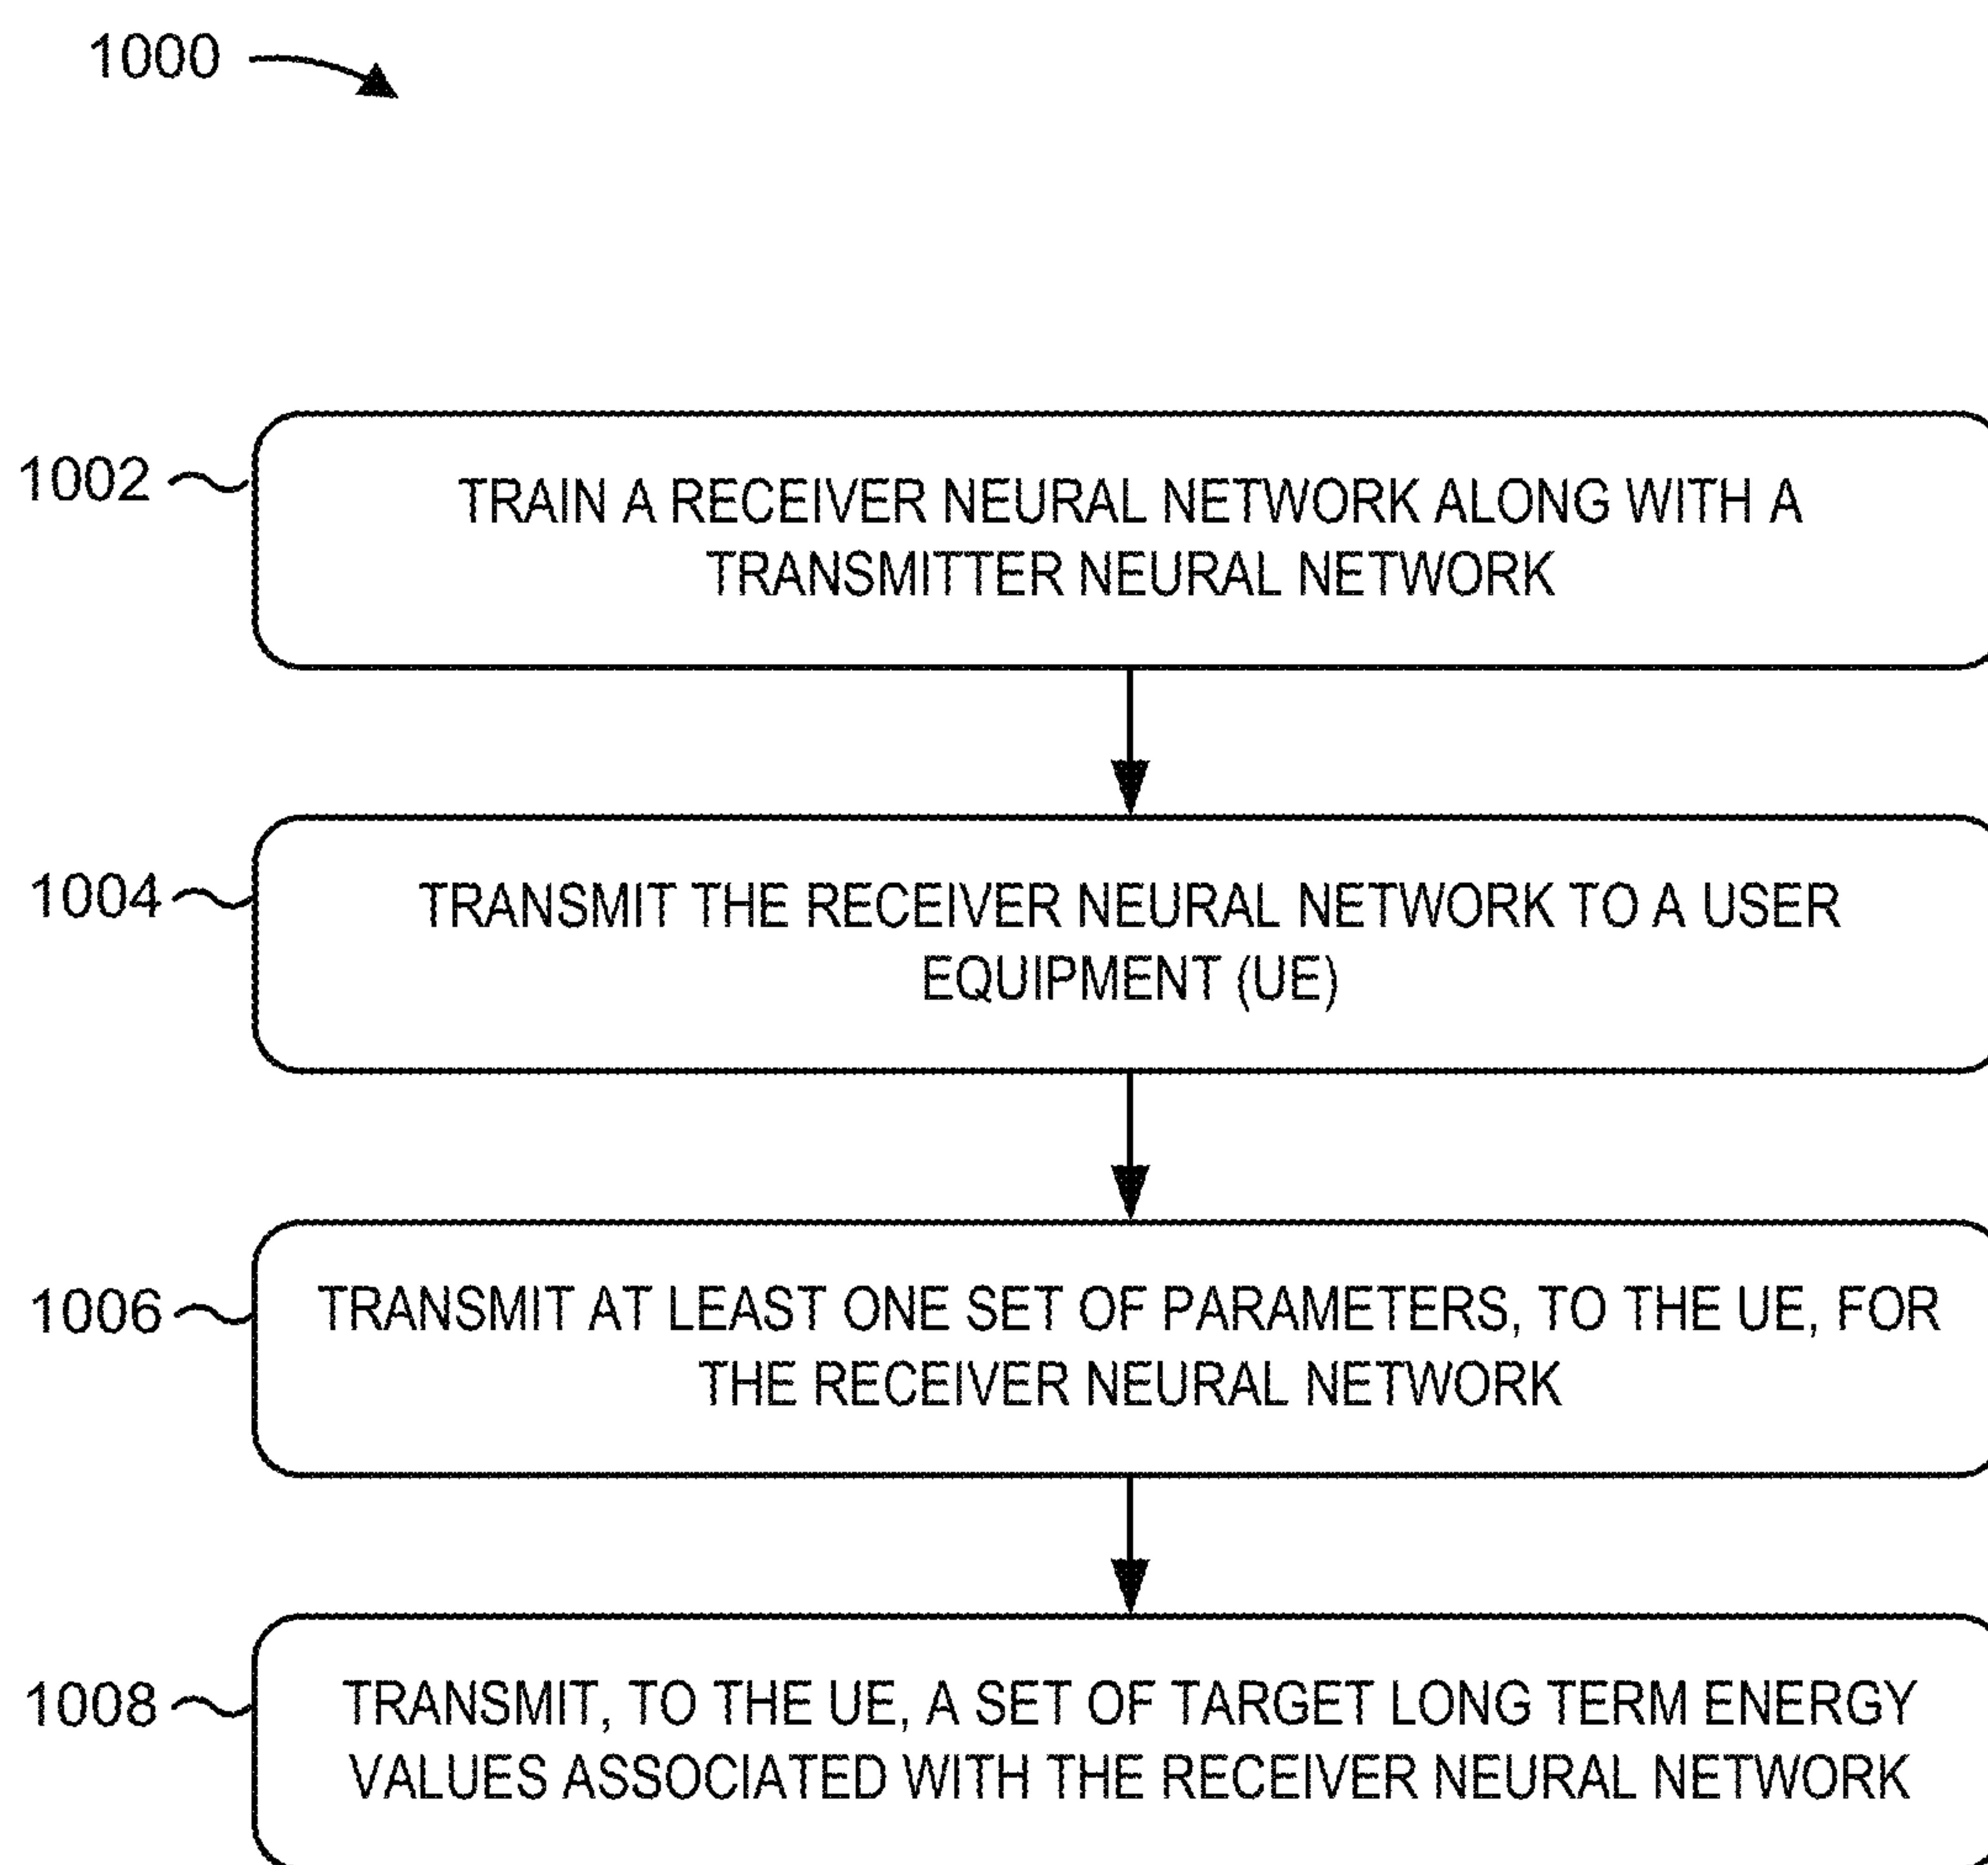 1000
1002
TRAIN A RECEIVER NEURAL NETWORK ALONG WITH A
TRANSMITTER NEURAL NETWORK
1004
TRANSMIT THE RECEIVER NEURAL NETWORK TO A USER
EQUIPMENT (UE)
1006
TRANSMIT AT LEAST ONE SET OF PARAMETERS, TO THE UE, FOR
THE RECEIVER NEURAL NETWORK
1008
TRANSMIT, TO THE UE, A SET OF TARGET LONG TERM ENERGY
VALUES ASSOCIATED WITH THE RECEIVER NEURAL NETWORK